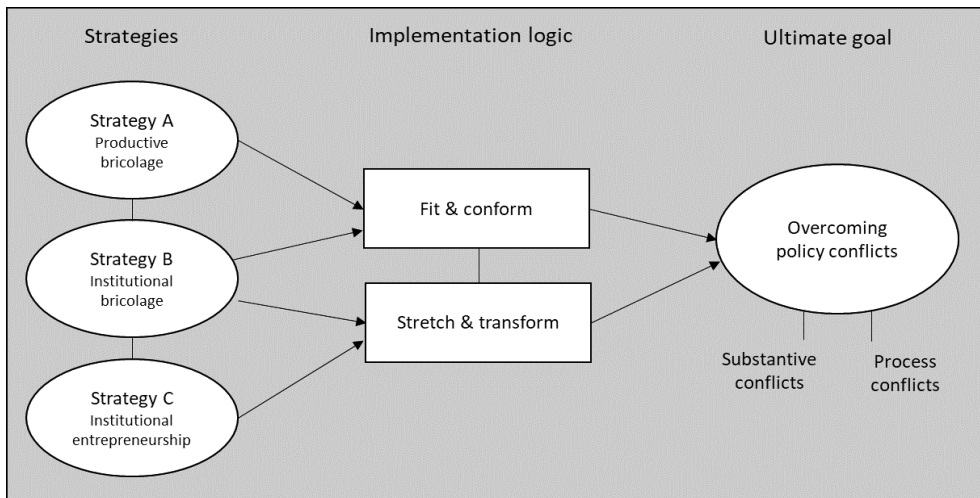 Strategies
Implementation logic
Ultimate goal
Strategy A
Productive
bricolage
Strategy B
Institutional
bricolage
Strategy C
Institutional
entrepreneurship
Fit & conform
Stretch & transform
Overcoming
policy conflicts
Substantive
conflicts
Process
conflicts